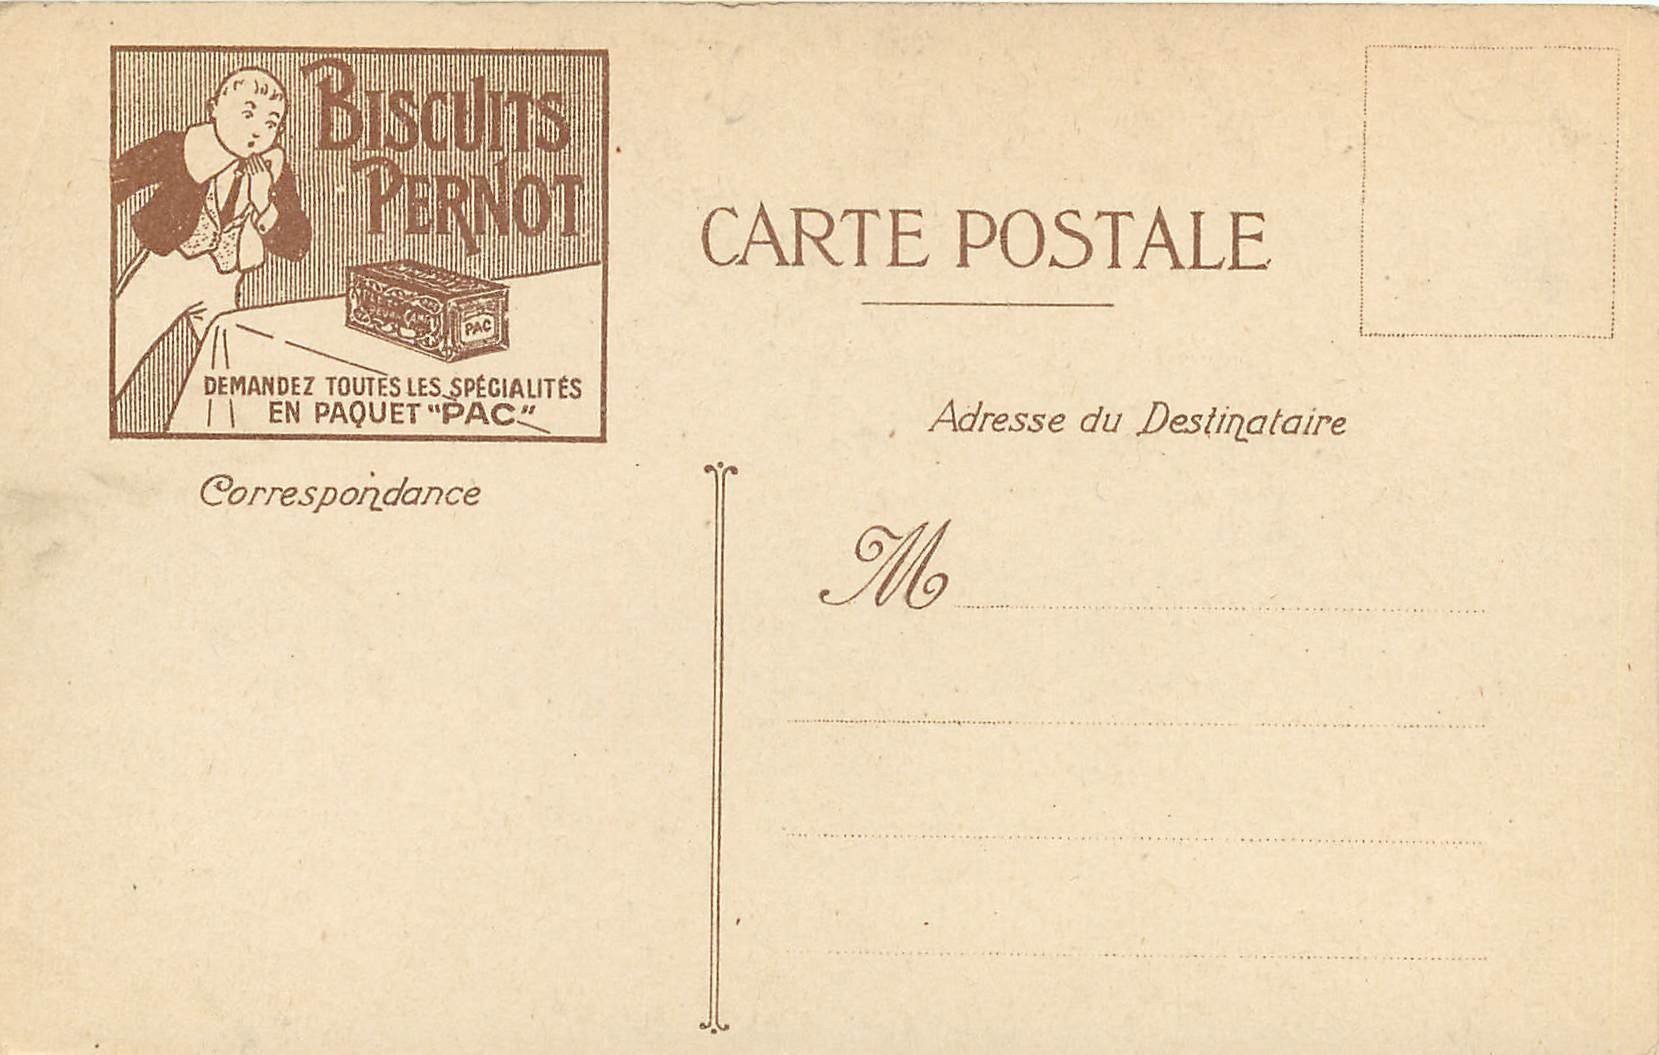 BISCUITS
PERNOT
PAC
DEMANDEZ TOUTES LES SPÉCIALITÉS
EN PAQUET "PAC"
Correspondance
CARTE POSTALE
Adresse du Destinataire
M